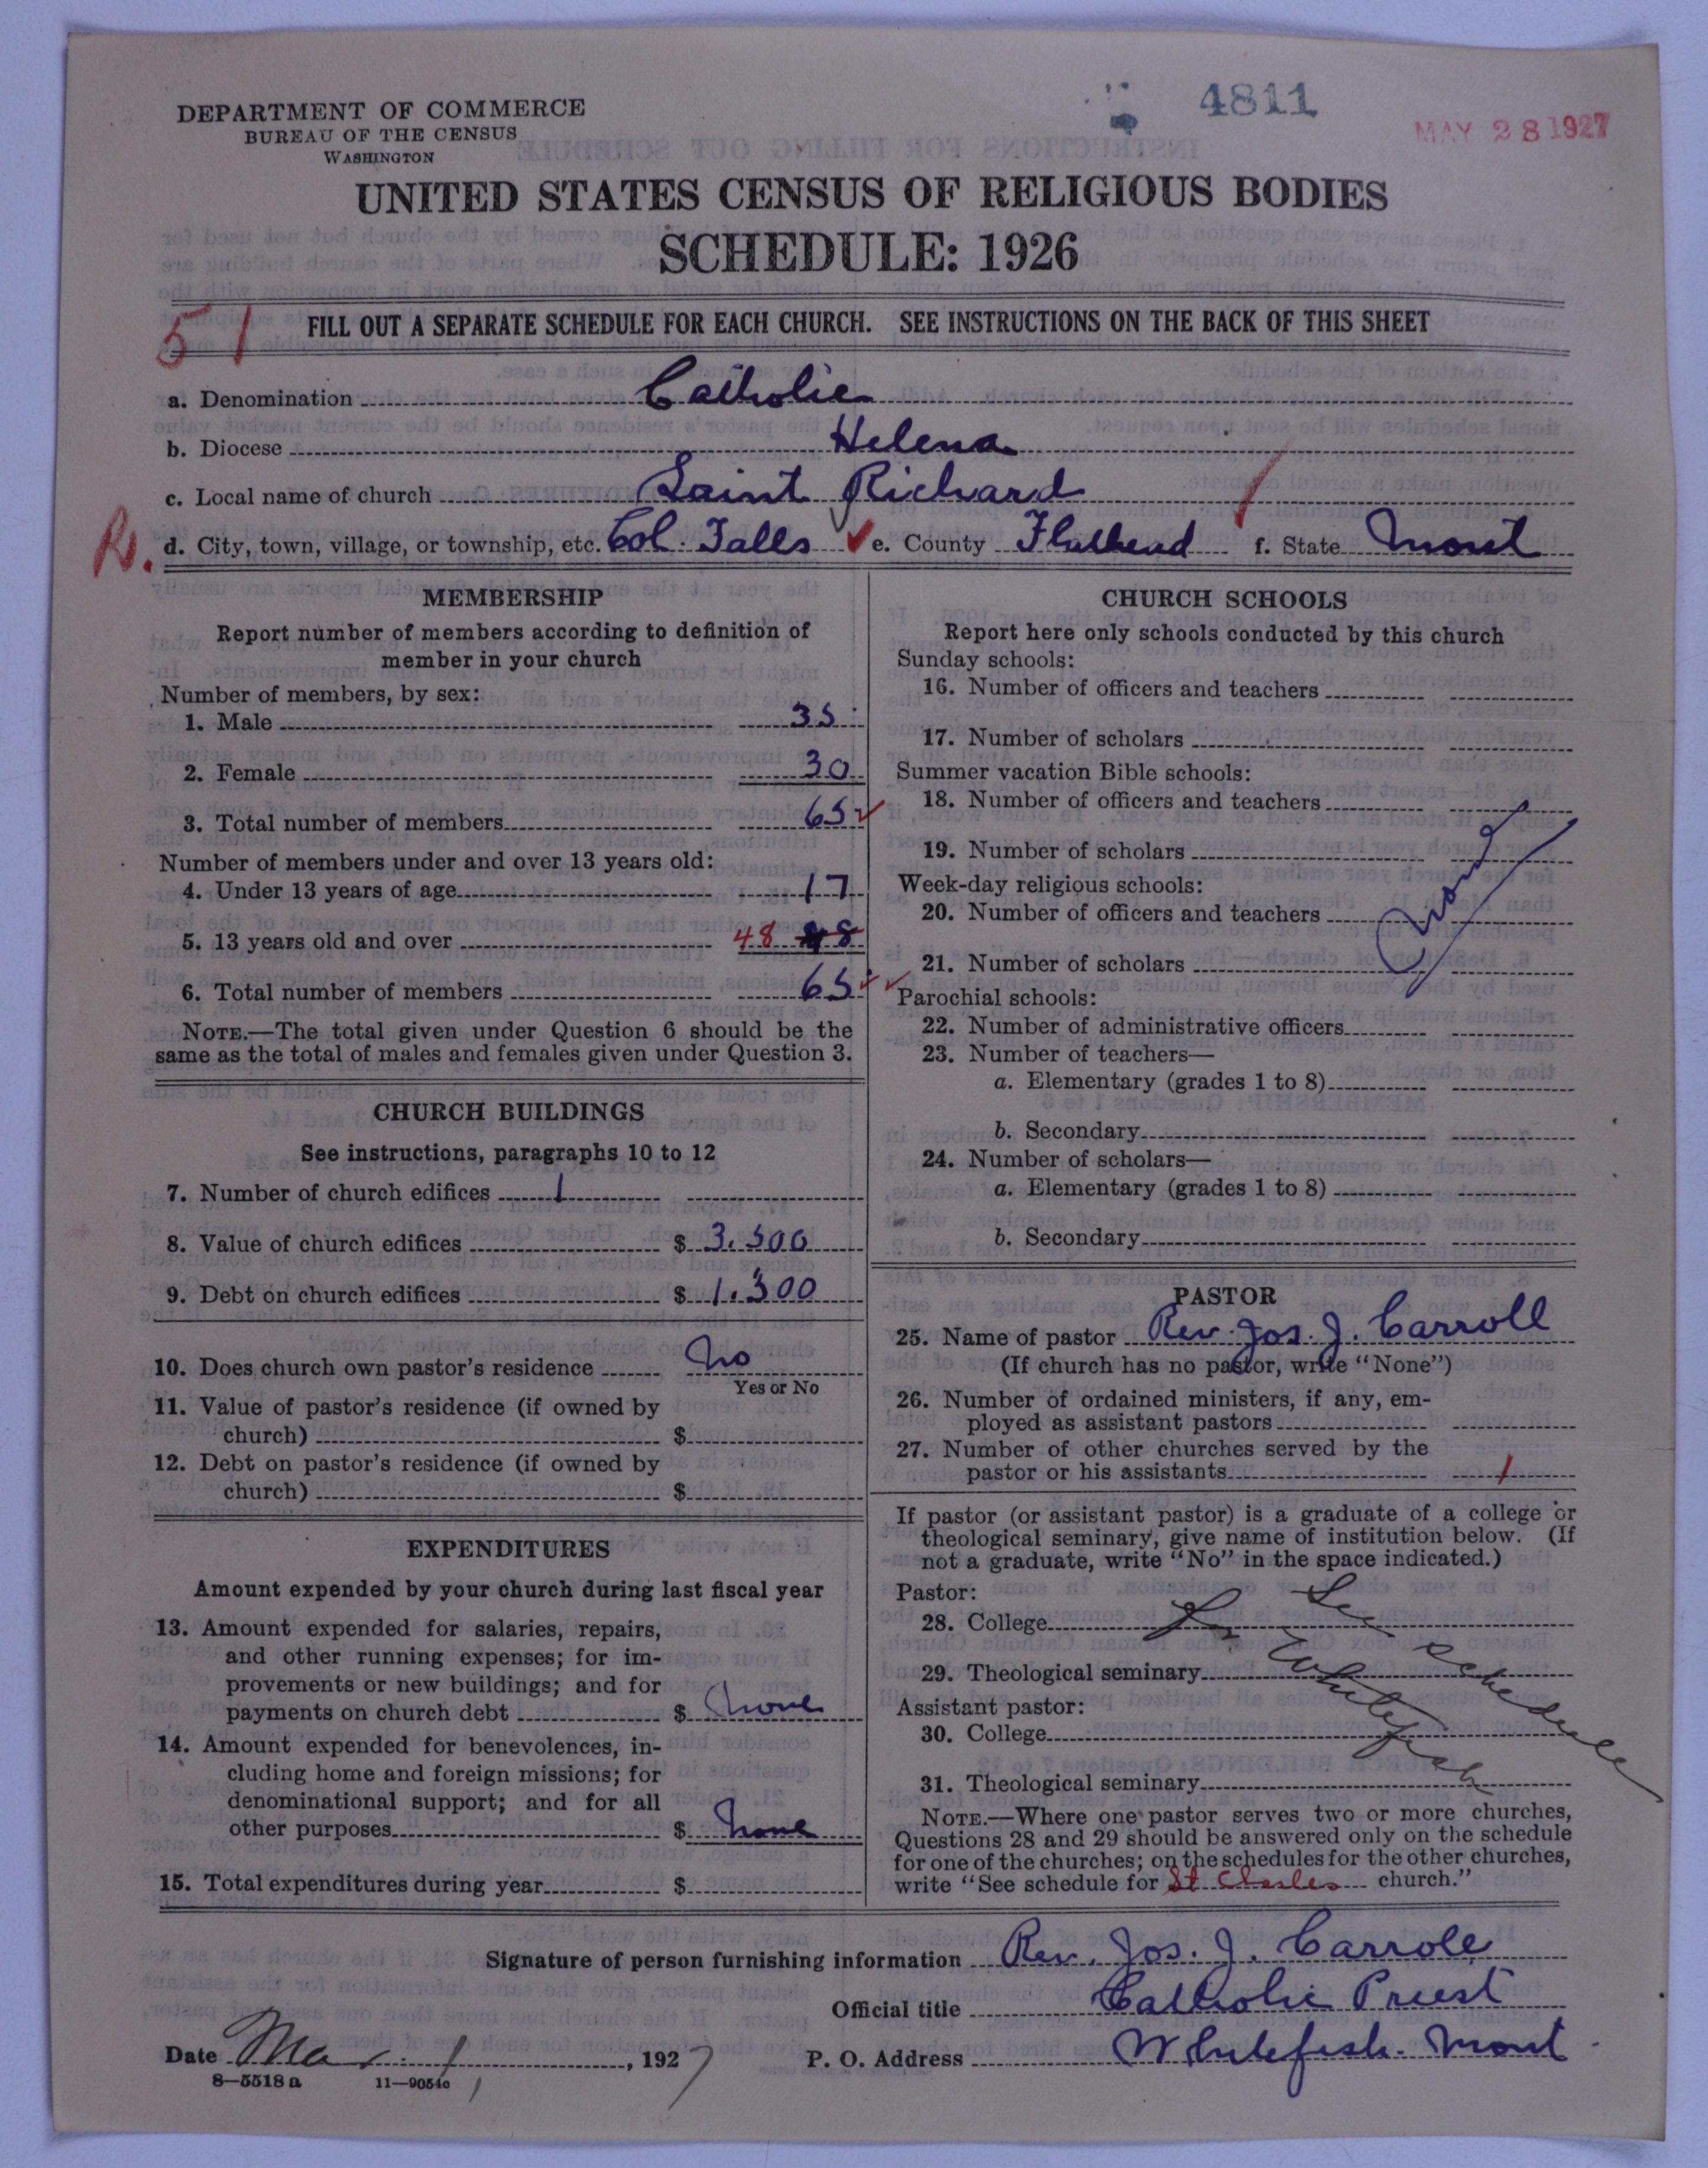 4811
MAY 28 1927
DEPARTMENT OF COMMERCE
BUREAU OF THE CENSUS
WASHINGTON
UNITED STATES CENSUS OF RELIGIOUS BODIES
SCHEDULE: 1926
51
FILL OUT A SEPARATE SCHEDULE FOR EACH CHURCH. SEE INSTRUCTIONS ON THE BACK OF THIS SHEET
a. Denomination Catholic
b. Diocese Helena
c. Local name of church Saint Richard
R. d. City, town, village, or township, etc. Col. Falls e. County Flathead f. State Mont
MEMBERSHIP
Report number of members according to definition of
member in your church
Number of members, by sex:
1. Male 35
2. Female 30
3. Total number of members 65
Number of members under and over 13 years old:
4. Under 13 years of age 17
5. 13 years old and over 48 48
6. Total number of members 65
NOTE.—The total given under Question 6 should be the
same as the total of males and females given under Question 3.
CHURCH BUILDINGS
See instructions, paragraphs 10 to 12
7. Number of church edifices 1
8. Value of church edifices $ 3.500
9. Debt on church edifices $ 1.300
10. Does church own pastor's residence No
Yes or No
11. Value of pastor's residence (if owned by
church) $
12. Debt on pastor's residence (if owned by
church) $
EXPENDITURES
Amount expended by your church during last fiscal year
13. Amount expended for salaries, repairs,
and other running expenses; for im-
provements or new buildings; and for
payments on church debt $ None
14. Amount expended for benevolences, in-
cluding home and foreign missions; for
denominational support; and for all
other purposes $ None
15. Total expenditures during year $
CHURCH SCHOOLS
Report here only schools conducted by this church
Sunday schools:
16. Number of officers and teachers
17. Number of scholars
Summer vacation Bible schools:
18. Number of officers and teachers
19. Number of scholars
Week-day religious schools:
20. Number of officers and teachers
None
21. Number of scholars
Parochial schools:
22. Number of administrative officers
23. Number of teachers—
a. Elementary (grades 1 to 8)
b. Secondary
24. Number of scholars—
a. Elementary (grades 1 to 8)
b. Secondary
PASTOR
25. Name of pastor Rev. Jos. J. Carroll
(If church has no pastor, write "None")
26. Number of ordained ministers, if any, em-
ployed as assistant pastors
27. Number of other churches served by the
pastor or his assistants 1
If pastor (or assistant pastor) is a graduate of a college or
theological seminary, give name of institution below. (If
not a graduate, write "No" in the space indicated.)
Pastor:
28. College
See Schedule
for Whitefish
29. Theological seminary
Assistant pastor:
30. College
31. Theological seminary
NOTE.—Where one pastor serves two or more churches,
Questions 28 and 29 should be answered only on the schedule
for one of the churches; on the schedules for the other churches,
write "See schedule for St Charles church."
Signature of person furnishing information Rev. Jos. J. Carroll
Official title Catholic Priest
Date Mar. 1, 1927 P. O. Address Whitefish. Mont
8—5518 a 11—9054c